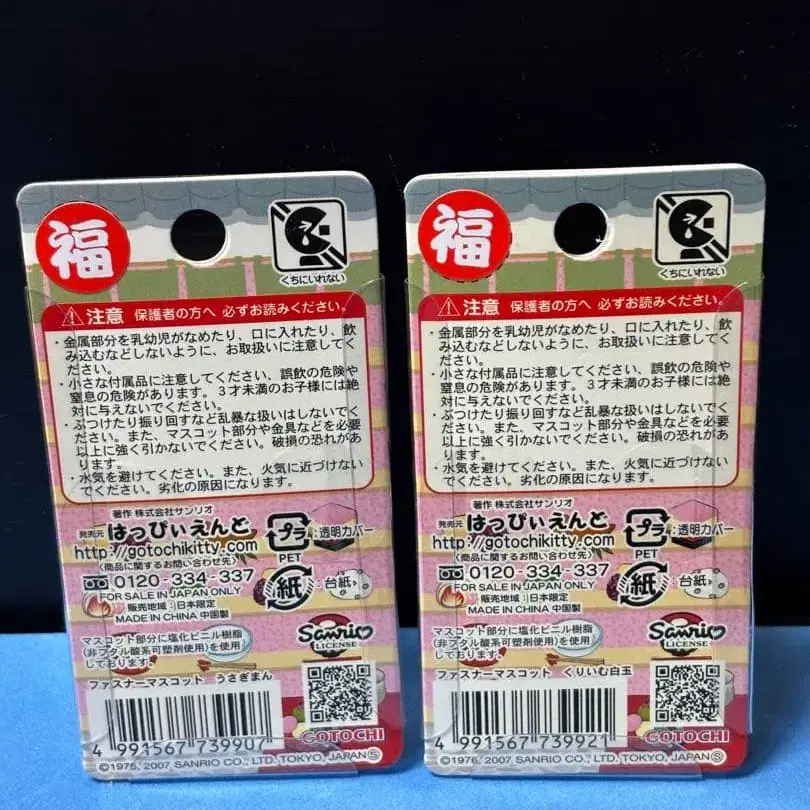 福
くちにいれない
⚠注意 保護者の方へ 必ずお読みください。
・金属部分を乳幼児がなめたり、口に入れたり、飲
み込むなどしないように、お取扱いに注意してく
ださい。
・小さな付属品に注意してください、誤飲の危険や
窒息の危険があります。３才未満のお子様には絶
対に与えないでください。
・ぶつけたり振り回すなど乱暴な扱いはしないでく
ださい。また、マスコット部分や金具などを必要
以上に強く引かないでください。破損の恐れがあ
ります。
・水気を避けてください。また、火気に近づけない
でください。劣化の原因になります。
著作 株式会社サンリオ
発売元 はっぴぃえんど
http://gotochikitty.com
(商品に関するお問い合わせ先)
0120-334-337
FOR SALE IN JAPAN ONLY
販売地域：日本限定
MADE IN CHINA 中国製
プラ :透明カバー
PET
紙 :台紙
マスコット部分に塩化ビニル樹脂
(非フタル酸系可塑剤使用)を使用
しております。
Sanrio
LICENSE
ファスナーマスコット うさぎまん
4 991567 739907
GOTOCHI
©1976, 2007 SANRIO CO., LTD. TOKYO, JAPAN Ⓢ
福
くちにいれない
⚠注意 保護者の方へ 必ずお読みください。
・金属部分を乳幼児がなめたり、口に入れたり、飲
み込むなどしないように、お取扱いに注意してく
ださい。
・小さな付属品に注意してください、誤飲の危険や
窒息の危険があります。３才未満のお子様には絶
対に与えないでください。
・ぶつけたり振り回すなど乱暴な扱いはしないでく
ださい。また、マスコット部分や金具などを必要
以上に強く引かないでください。破損の恐れがあ
ります。
・水気を避けてください。また、火気に近づけない
でください。劣化の原因になります。
著作 株式会社サンリオ
発売元 はっぴぃえんど
http://gotochikitty.com
(商品に関するお問い合わせ先)
0120-334-337
FOR SALE IN JAPAN ONLY
販売地域：日本限定
MADE IN CHINA 中国製
プラ :透明カバー
PET
紙 :台紙
マスコット部分に塩化ビニル樹脂
(非フタル酸系可塑剤使用)を使用
しております。
Sanrio
LICENSE
ファスナーマスコット くりぃむ白玉
4 991567 739921
GOTOCHI
©1976, 2007 SANRIO CO., LTD. TOKYO, JAPAN Ⓢ